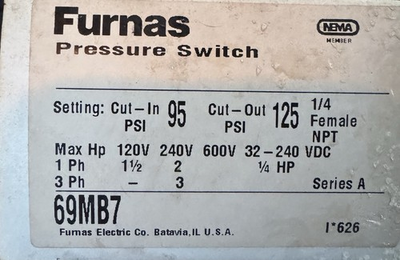 Furnas
Pressure Switch
NEMA
MEMBER
Setting: Cut-In 95 Cut-Out 125 1/4
PSI PSI Female
NPT
Max Hp 120V 240V 600V 32-240 VDC
1 Ph 1½ 2 ¼ HP
3 Ph - 3 Series A
69MB7
Furnas Electric Co. Batavia, IL U.S.A. I*626